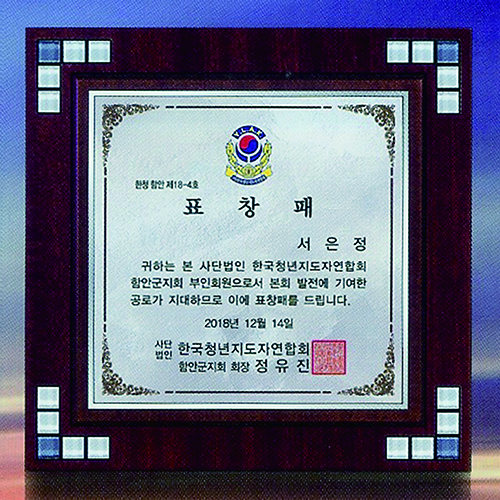 Y.L.A.K
한청 함안 제18-4호
표 창 패
서 은 정
귀하는 본 사단법인 한국청년지도자연합회
함안군지회 부인회원으로서 본회 발전에 기여한
공로가 지대하므로 이에 표창패를 드립니다.
2018년 12월 14일
사단법인 한국청년지도자연합회
함안군지회 회장 정유진